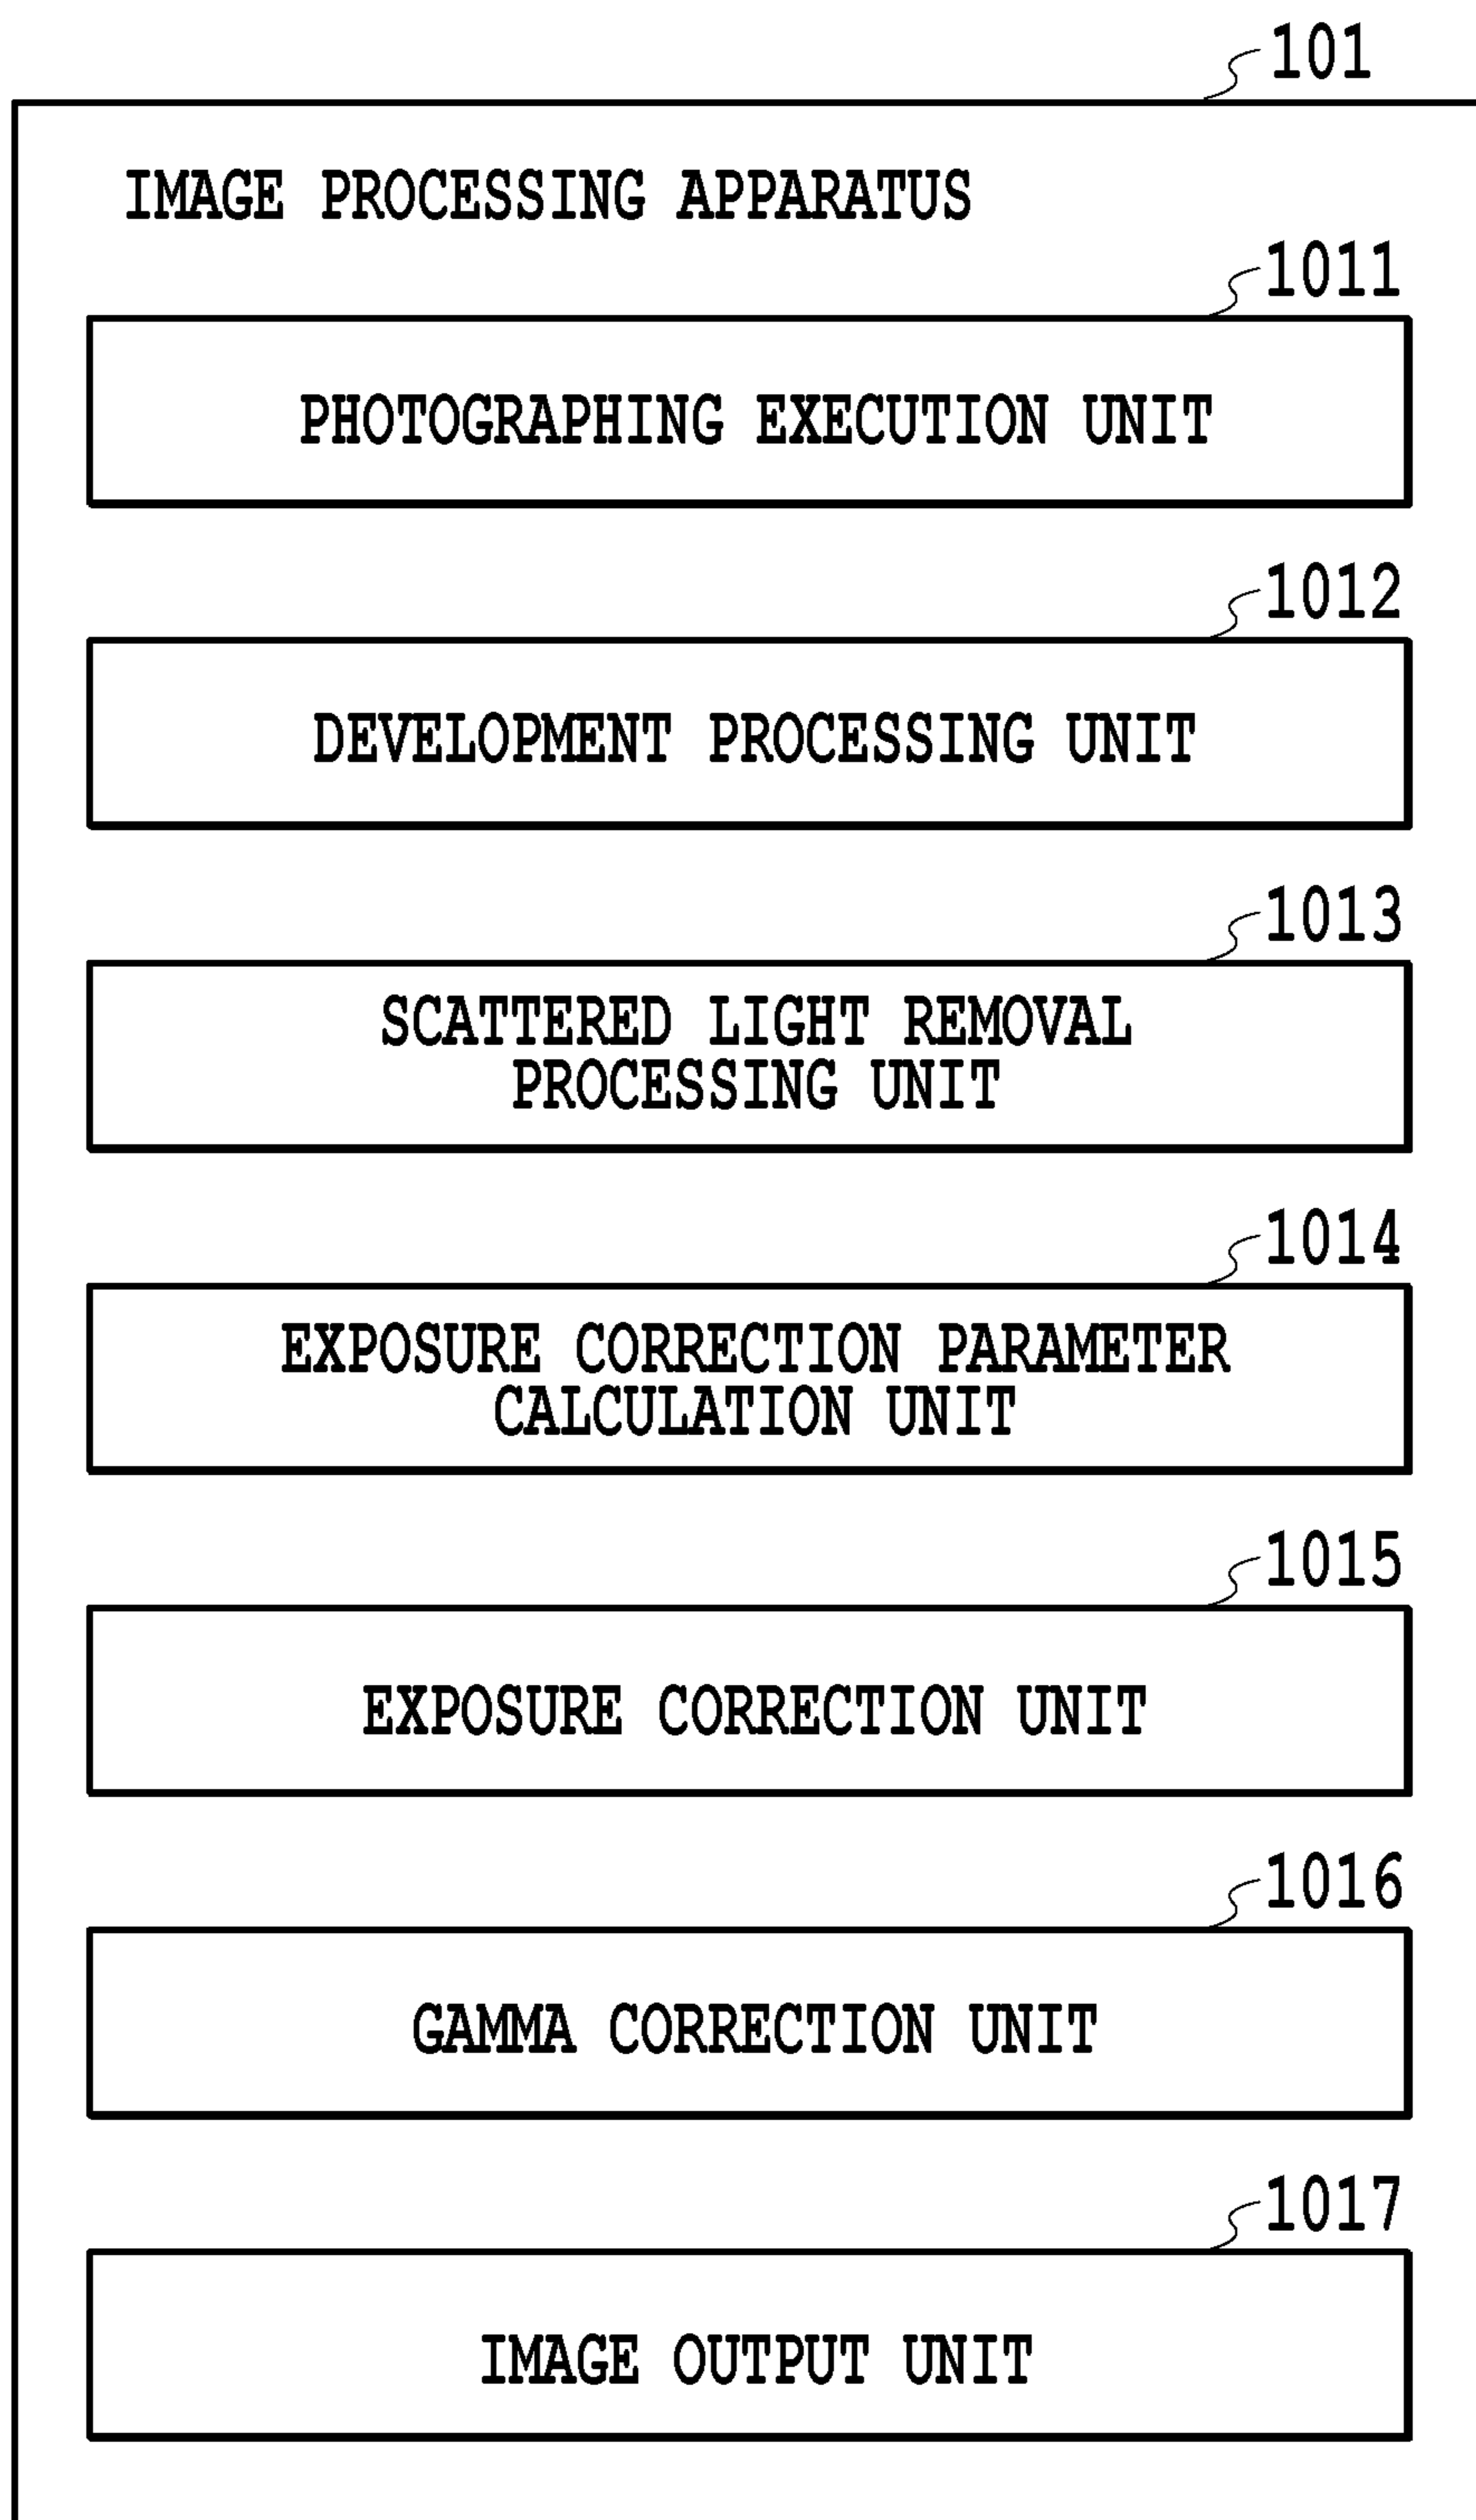 101
IMAGE PROCESSING APPARATUS
1011
PHOTOGRAPHING EXECUTION UNIT
1012
DEVELOPMENT PROCESSING UNIT
1013
SCATTERED LIGHT REMOVAL
PROCESSING UNIT
1014
EXPOSURE CORRECTION PARAMETER
CALCULATION UNIT
1015
EXPOSURE CORRECTION UNIT
1016
GAMMA CORRECTION UNIT
1017
IMAGE OUTPUT UNIT